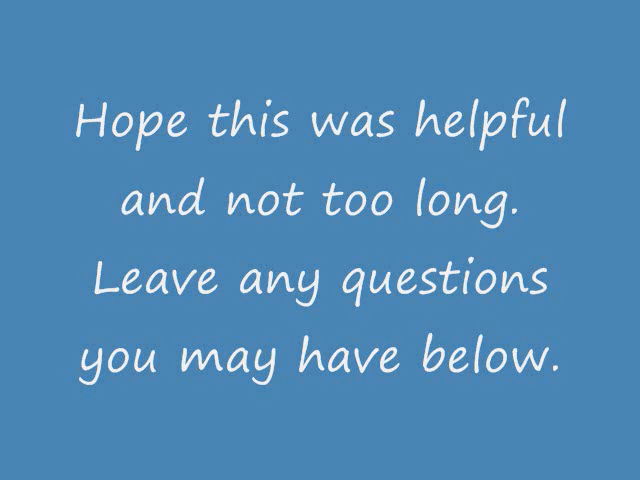 Hope this was helpful
and not too long.
Leave any questions
you may have below.